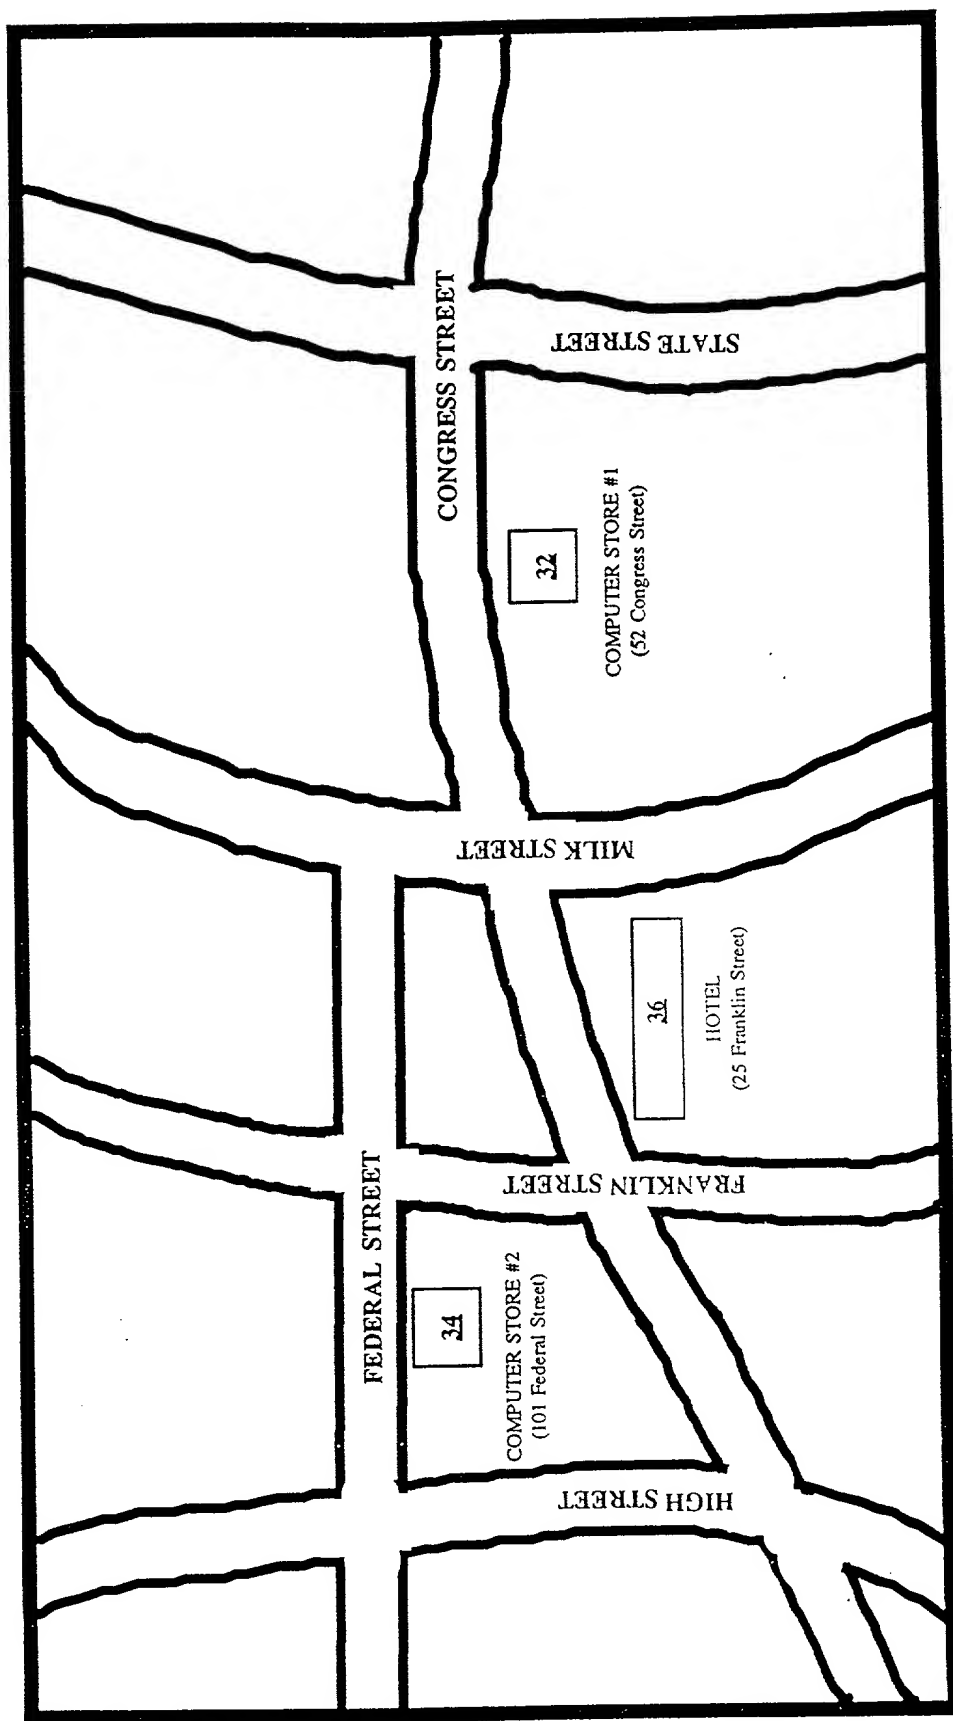 CONGRESS STREET
STATE STREET
32
COMPUTER STORE #1
(52 Congress Street)
MILK STREET
36
HOTEL
(25 Franklin Street)
FEDERAL STREET
FRANKLIN STREET
34
COMPUTER STORE #2
(101 Federal Street)
HIGH STREET